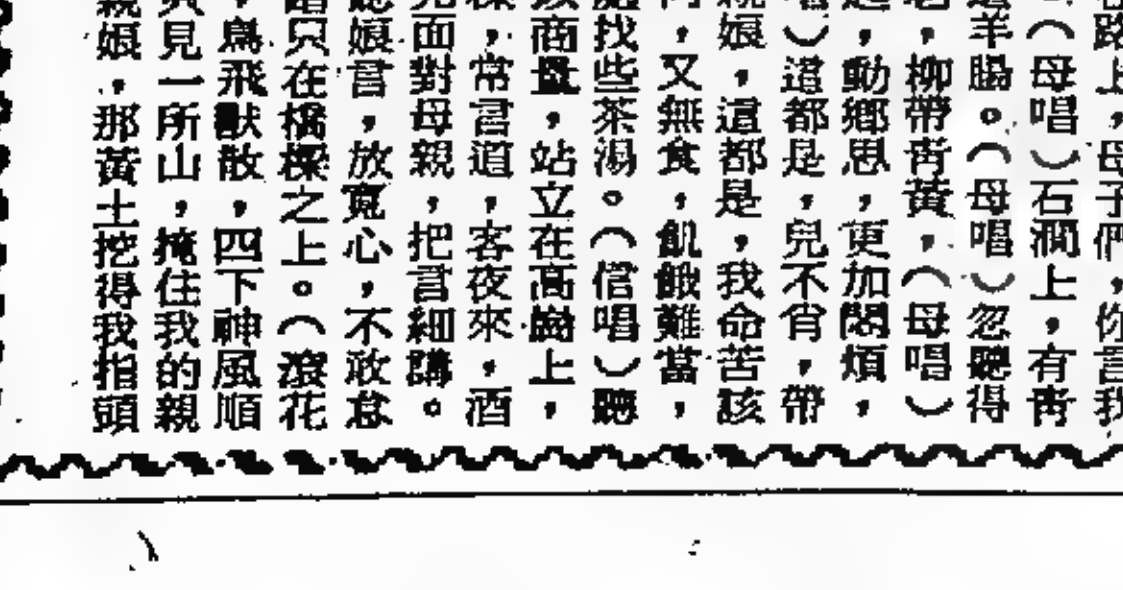 路上，母子們，你言我
（母唱）石澗上，有青
羊腸。（母唱）忽聽得
，柳帶青黃，（母唱）
，動鄉思，更加悶煩，
）這都是，兒不肖，帶
娘，這都是，我命苦該
，又無食，飢餓難當，
找些茶湯。（信唱）聽
商量，站立在高崗上，
，常言道，客夜來，酒
面對母親，把言細講。
娘言，放寬心，不敢怠
只在橋樑之上。（滾花
，鳥飛獸散，四下神風順
見一所山，掩住我的親
親娘，那黃土挖得我指頭